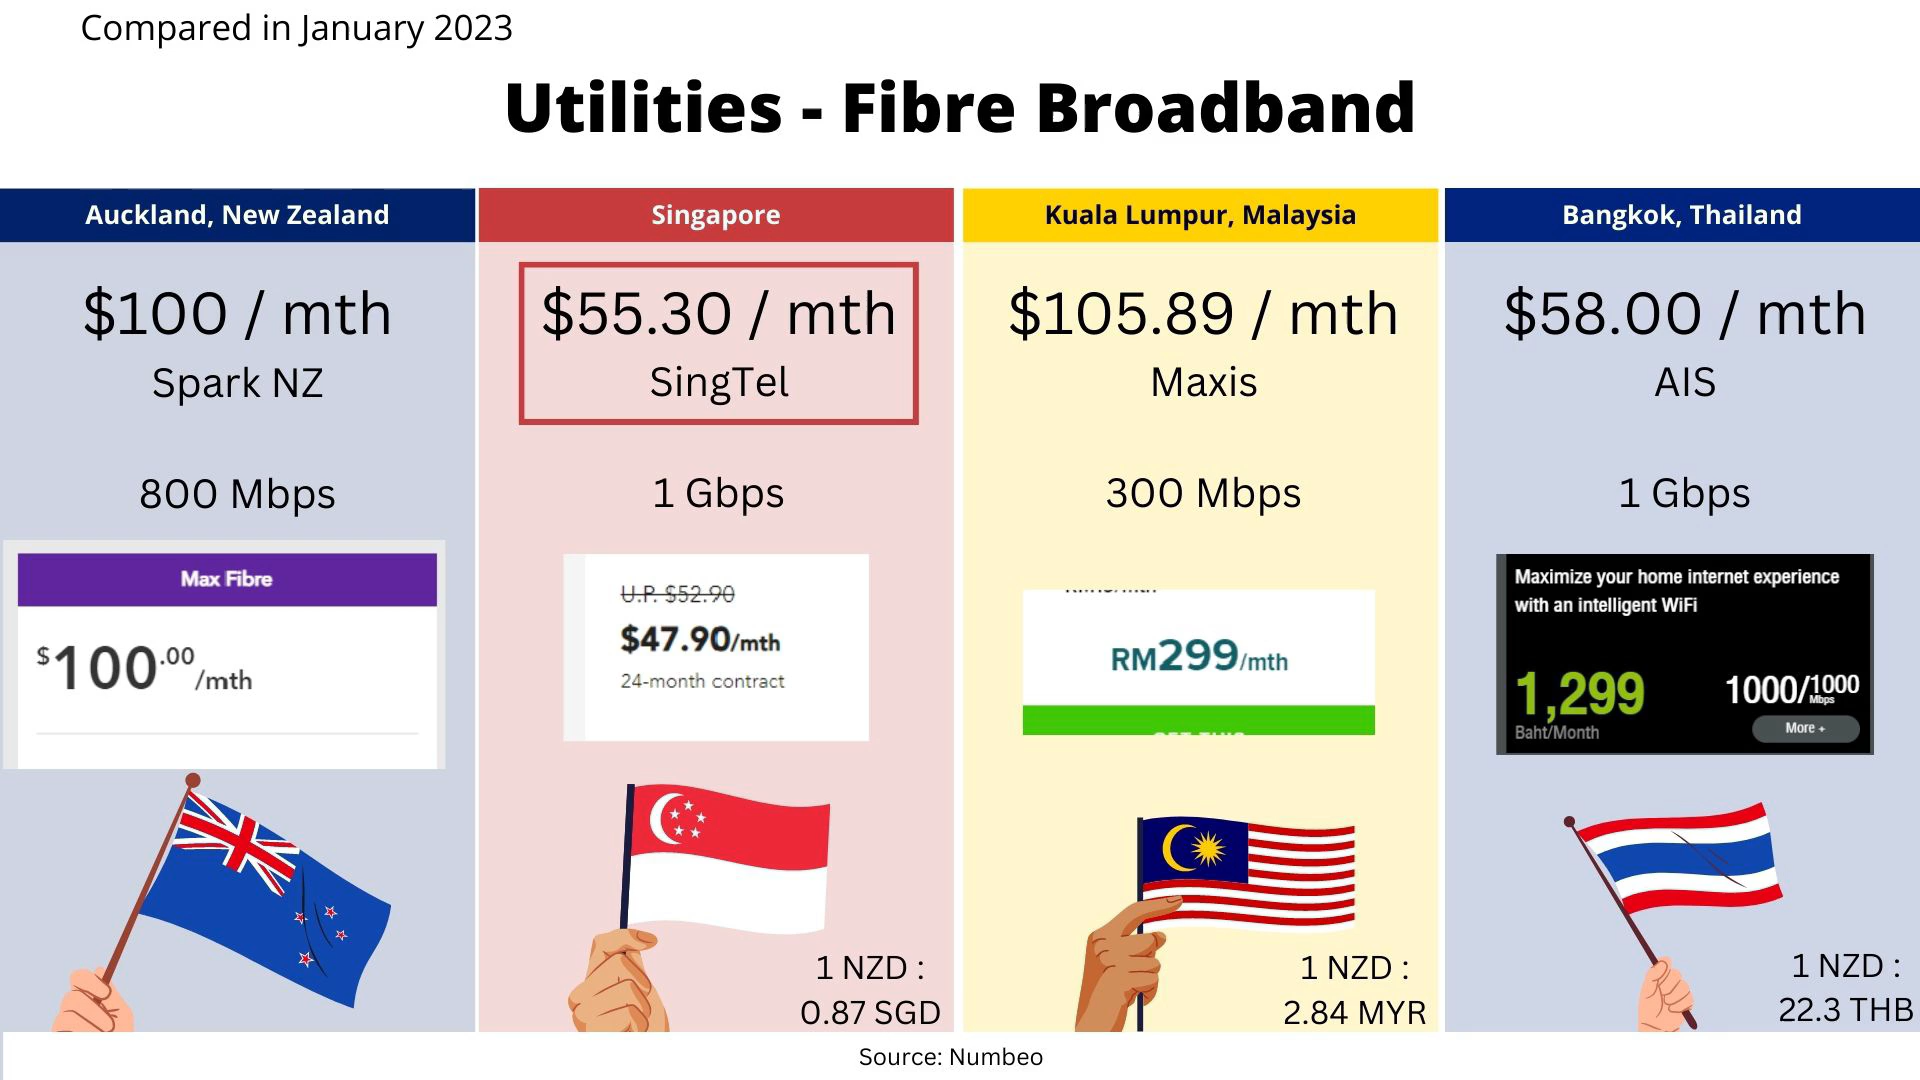 Compared in January 2023
Utilities - Fibre Broadband
Auckland, New Zealand
$100 / mth
Spark NZ
800 Mbps
Max Fibre
$100.00/mth
Singapore
$55.30 / mth
SingTel
1 Gbps
U.P. $52.90
$47.90/mth
24-month contract
1 NZD :
0.87 SGD
Kuala Lumpur, Malaysia
$105.89 / mth
Maxis
300 Mbps
RM299/mth
1 NZD :
2.84 MYR
Bangkok, Thailand
$58.00 / mth
AIS
1 Gbps
Maximize your home internet experience
with an intelligent WiFi
1,299
Baht/Month
1000/1000
Mbps
More +
1 NZD :
22.3 THB
Source: Numbeo